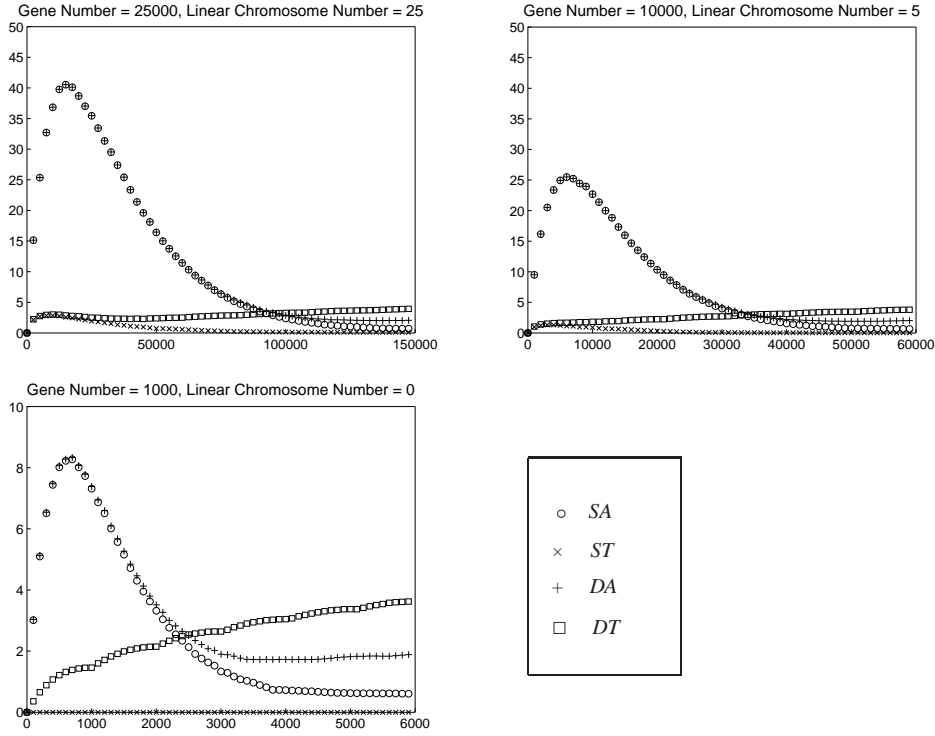 Gene Number = 25000, Linear Chromosome Number = 25
50
45
40
35
30
25
20
15
10
5
0
0 50000 100000 150000
Gene Number = 10000, Linear Chromosome Number = 5
50
45
40
35
30
25
20
15
10
5
0
0 10000 20000 30000 40000 50000 60000
Gene Number = 1000, Linear Chromosome Number = 0
10
8
6
4
2
0
0 1000 2000 3000 4000 5000 6000
SA
ST
DA
DT